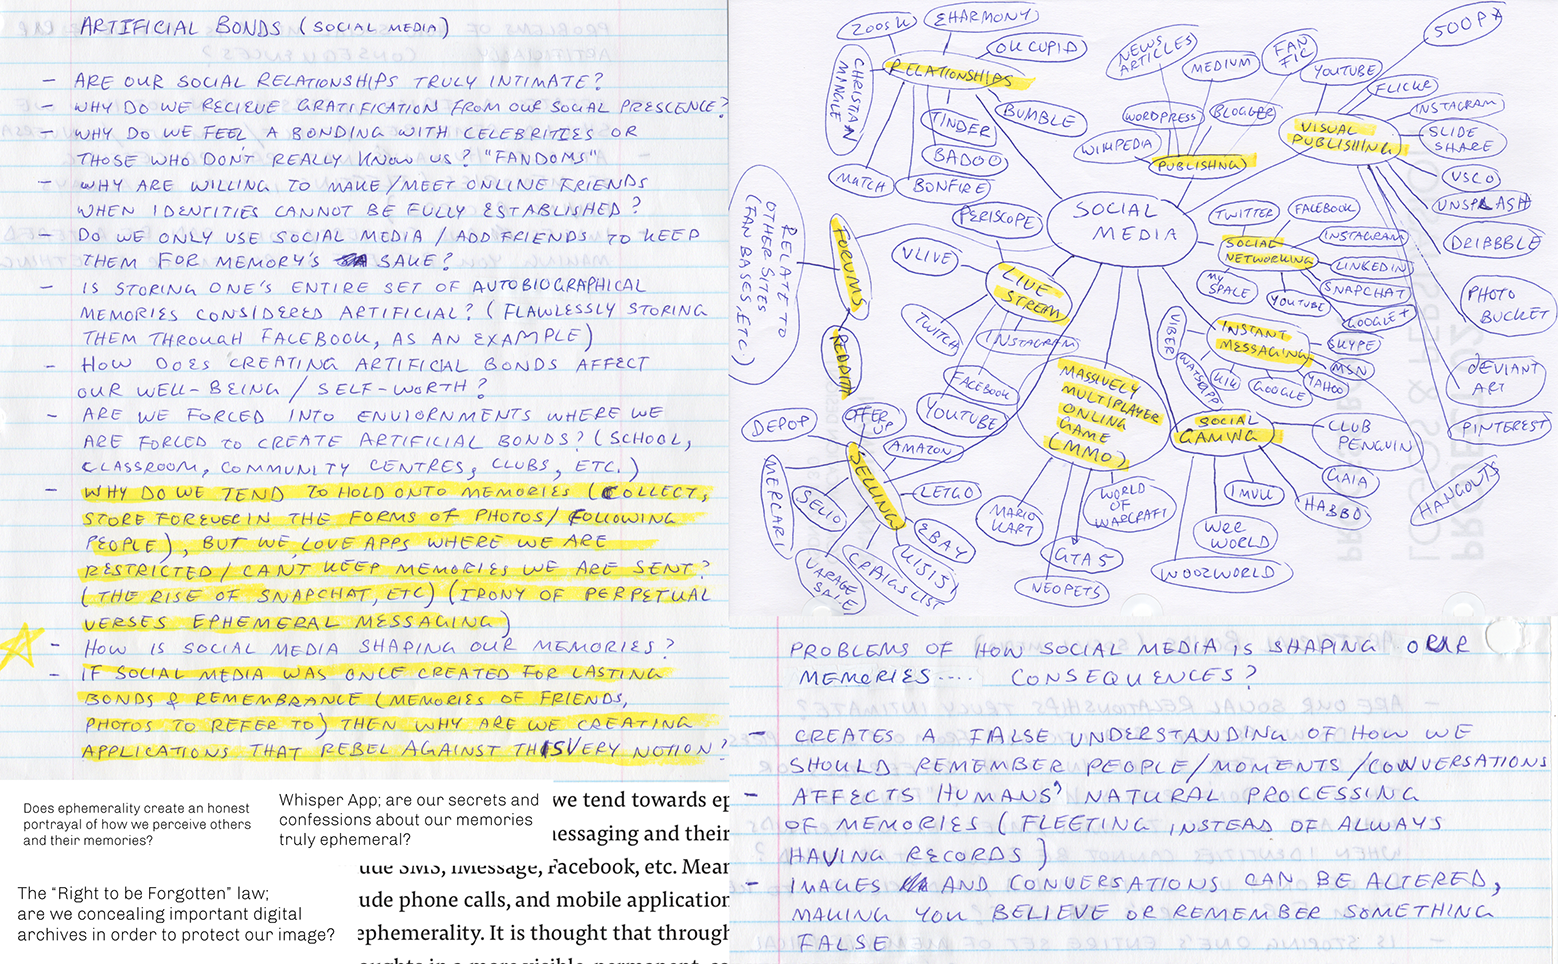 ARTIFICIAL BONDS (SOCIAL MEDIA)
- ARE OUR SOCIAL RELATIONSHIPS TRULY INTIMATE?
- WHY DO WE RECIEVE GRATIFICATION FROM OUR SOCIAL PRESCENCE?
- WHY DO WE FEEL A BONDING WITH CELEBRITIES OR
THOSE WHO DON'T REALLY KNOW US? "FANDOMS"
- WHY ARE WILLING TO MAKE/MEET ONLINE FRIENDS
WHEN IDENTITIES CANNOT BE FULLY ESTABLISHED?
- DO WE ONLY USE SOCIAL MEDIA / ADD FRIENDS TO KEEP
THEM FOR MEMORY'S SAKE?
- IS STORING ONE'S ENTIRE SET OF AUTOBIOGRAPHICAL
MEMORIES CONSIDERED ARTIFICIAL? (FLAWLESSLY STORING
THEM THROUGH FACEBOOK, AS AN EXAMPLE)
- HOW DOES CREATING ARTIFICIAL BONDS AFFECT
OUR WELL-BEING / SELF-WORTH?
- ARE WE FORCED INTO ENVIORNMENTS WHERE WE
ARE FORCED TO CREATE ARTIFICIAL BONDS? (SCHOOL,
CLASSROOM, COMMUNITY CENTRES, CLUBS, ETC.)
- WHY DO WE TEND TO HOLD ONTO MEMORIES (COLLECT,
STORE FOREVER IN THE FORMS OF PHOTOS/FOLLOWING
PEOPLE), BUT WE LOVE APPS WHERE WE ARE
RESTRICTED / CANT KEEP MEMORIES WE ARE SENT?
(THE RISE OF SNAPCHAT, ETC) (IRONY OF PERPETUAL
VERSES EPHEMERAL MESSAGING)
- HOW IS SOCIAL MEDIA SHAPING OUR MEMORIES?
- IF SOCIAL MEDIA WAS ONCE CREATED FOR LASTING
BONDS & REMEMBRANCE (MEMORIES OF FRIENDS,
PHOTOS TO REFER TO) THEN WHY ARE WE CREATING
APPLICATIONS THAT REBEL AGAINST THIS VERY NOTION?
Does ephemerality create an honest
portrayal of how we perceive others
and their memories?
Whisper App; are our secrets and
confessions about our memories
truly ephemeral?
The "Right to be Forgotten" law;
are we concealing important digital
archives in order to protect our image?
we tend towards ep
essaging and their
ude SMS, iMessage, Facebook, etc. Mean
ude phone calls, and mobile application
ephemerality. It is thought that through
SOCIAL
MEDIA
RELATIONSHIPS
ZOOSK
EHARMONY
OK CUPID
CHRISTIAN
MINGLE
MATCH
TINDER
BADOO
BONFIRE
BUMBLE
PUBLISHNG
NEWS
ARTICLES
MEDIUM
FAN
FIC
WORDPRESS
BLOGGER
WIKIPEDIA
VISUAL
PUBLISHING
YOUTUBE
500PX
FLICKR
INSTAGRAM
SLIDE
SHARE
VSCO
UNSPLASH
DRIBBBLE
PHOTO
BUCKET
DEVIANT
ART
PINTEREST
HANGOUTS
SOCIAL
NETWORKING
TWITTER
FACEBOOK
INSTAGRAM
LINKEDIN
SNAPCHAT
GOOGLE+
YOUTUBE
MY
SPACE
INSTANT
MESSAGING
VIBER
WATSAPP
KIK
GOOGLE
YAHOO
MSN
SKYPE
SOCIAL
GAMING
CLUB
PENGUIN
GAIA
HABBO
IMVU
WEE
WORLD
WOOZWORLD
MASSIVELY
MULTIPLAYER
ONLINE
GAME
(MMO)
MARIO
KART
WORLD
OF
WARCRAFT
GTA 5
NEOPETS
LIVE
STREAM
PERISCOPE
VLIVE
TWITCH
INSTAGRAM
FACEBOOK
YOUTUBE
FORUMS
REDDIT
RELATE TO
OTHER SITES
(FAN BASES, ETC.)
SELLING
DEPOP
OFFER
UP
AMAZON
LETGO
EBAY
KIJIJI
CRAIGSLIST
VARAGE
SALE
SELIO
MERCARI
PROBLEMS OF HOW SOCIAL MEDIA IS SHAPING OUR
MEMORIES.... CONSEQUENCES?
- CREATES A FALSE UNDERSTANDING OF HOW WE
SHOULD REMEMBER PEOPLE/MOMENTS/CONVERSATIONS
- AFFECTS HUMANS' NATURAL PROCESSING
OF MEMORIES (FLEETING INSTEAD OF ALWAYS
HAVING RECORDS)
- IMAGES AND CONVERSATIONS CAN BE ALTERED,
MAKING YOU BELIEVE OR REMEMBER SOMETHING
FALSE